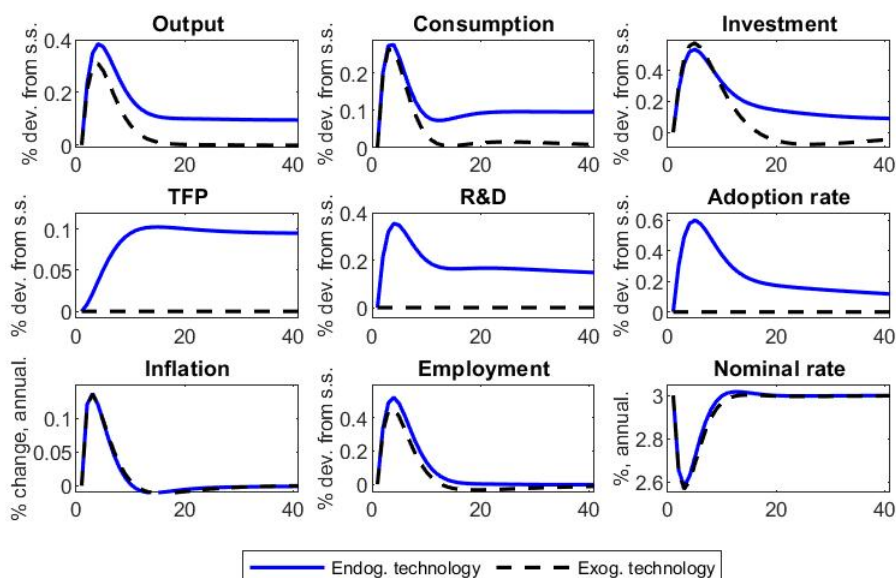 Output Consumption Investment
% dev. from s.s. 0.4 0.2 0 0 20 40
% dev. from s.s. 0.2 0.1 0 0 20 40
% dev. from s.s. 0.4 0.2 0 0 20 40
TFP R&D Adoption rate
% dev. from s.s. 0.1 0.05 0 0 20 40
% dev. from s.s. 0.4 0.2 0 0 20 40
% dev. from s.s. 0.6 0.4 0.2 0 0 20 40
Inflation Employment Nominal rate
% change, annual. 0.1 0.05 0 0 20 40
% dev. from s.s. 0.4 0.2 0 0 20 40
%, annual. 3 2.8 2.6 0 20 40
Endog. technology Exog. technology